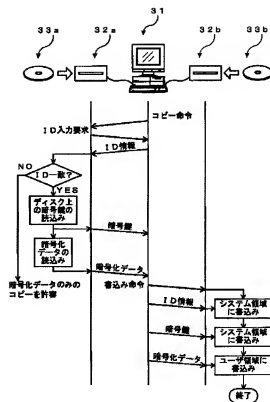 33a 32a 31 32b 33b
コピー命令
ID入力要求
ID情報
NO
ID一致?
YES
ディスク上
の暗号鍵の
読込み
暗号鍵
暗号化
データの
読込み
暗号化データ
暗号化データのみの
コピーを許容
書込み命令
ID情報
システム領域
に書込み
暗号鍵
システム領域
に書込み
暗号化データ
ユーザ領域に
書込み
終了